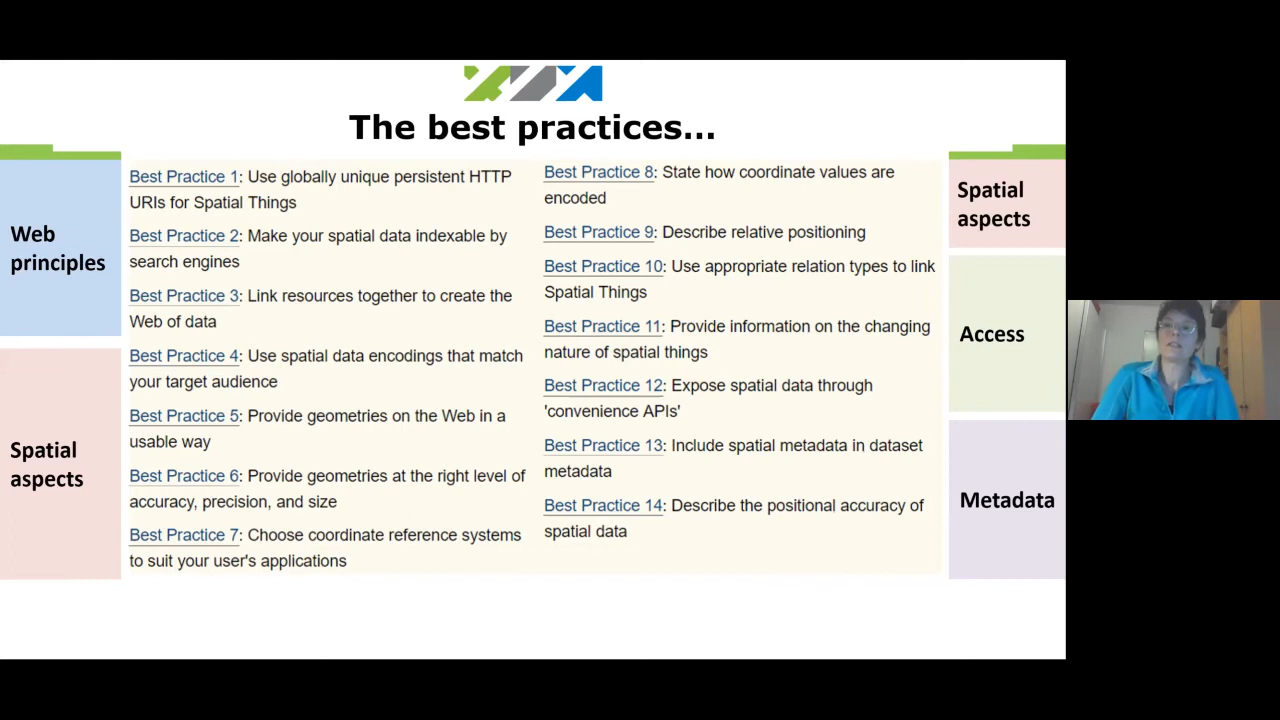 The best practices...
Web
principles
Spatial
aspects
Best Practice 1: Use globally unique persistent HTTP
URIs for Spatial Things
Best Practice 2: Make your spatial data indexable by
search engines
Best Practice 3: Link resources together to create the
Web of data
Best Practice 4: Use spatial data encodings that match
your target audience
Best Practice 5: Provide geometries on the Web in a
usable way
Best Practice 6: Provide geometries at the right level of
accuracy, precision, and size
Best Practice 7: Choose coordinate reference systems
to suit your user's applications
Best Practice 8: State how coordinate values are
encoded
Best Practice 9: Describe relative positioning
Best Practice 10: Use appropriate relation types to link
Spatial Things
Best Practice 11: Provide information on the changing
nature of spatial things
Best Practice 12: Expose spatial data through
'convenience APIs'
Best Practice 13: Include spatial metadata in dataset
metadata
Best Practice 14: Describe the positional accuracy of
spatial data
Spatial
aspects
Access
Metadata